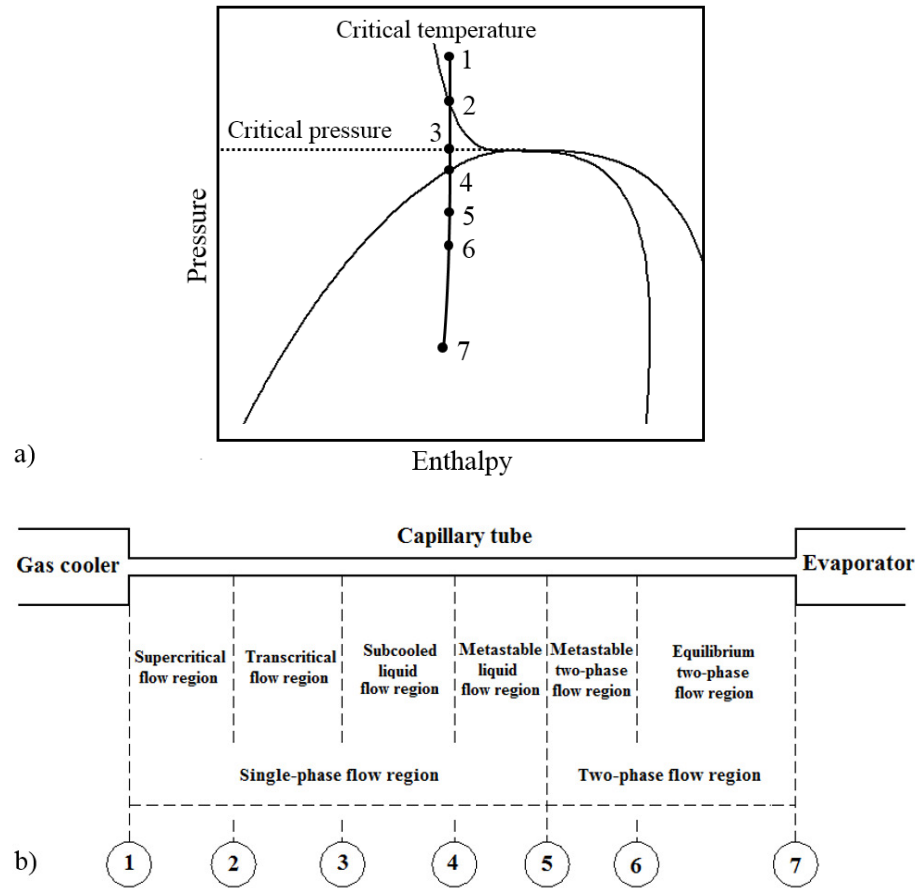 Critical temperature
1
2
Critical pressure
3
4
5
6
7
Pressure
a)
Enthalpy
Capillary tube
Gas cooler
Evaporator
Supercritical
flow region
Transcritical
flow region
Subcooled
liquid
flow region
Metastable
liquid
flow region
Metastable
two-phase
flow region
Equilibrium
two-phase
flow region
Single-phase flow region
Two-phase flow region
b)
1
2
3
4
5
6
7